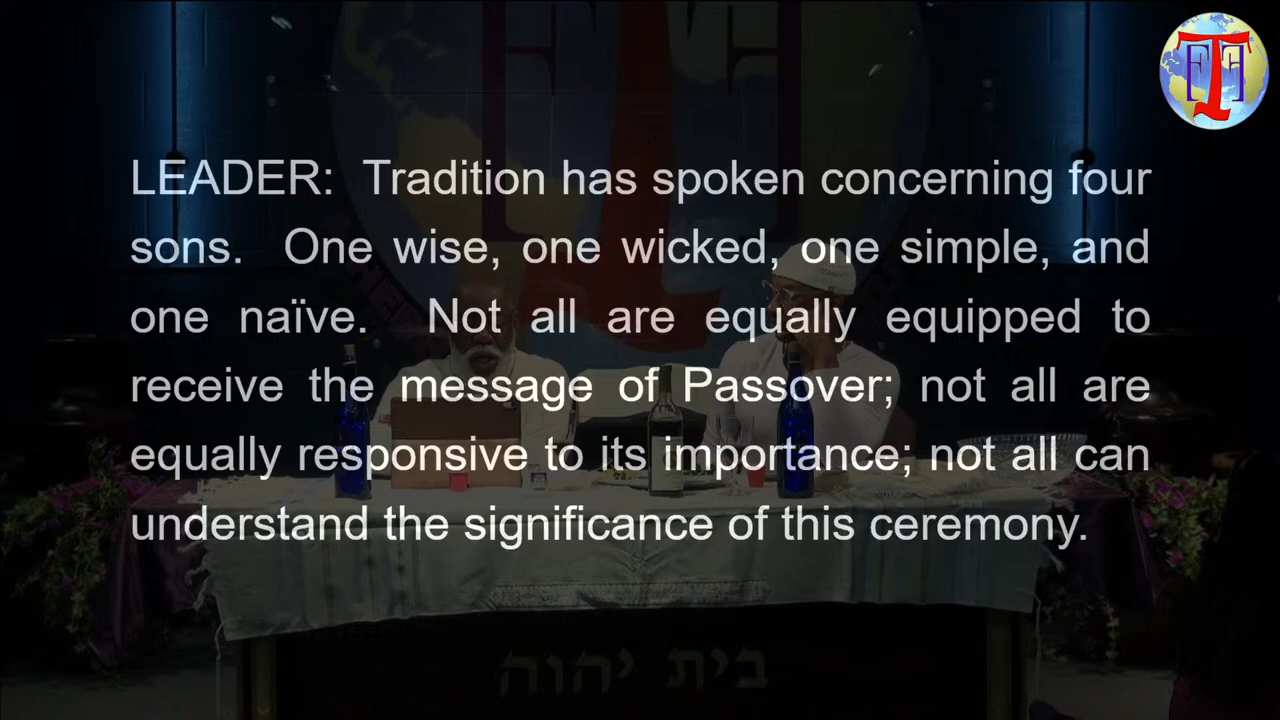 LEADER:  Tradition has spoken concerning four
sons.  One wise, one wicked, one simple, and
one naïve.  Not all are equally equipped to
receive the message of Passover; not all are
equally responsive to its importance; not all can
understand the significance of this ceremony.
בית יהוה